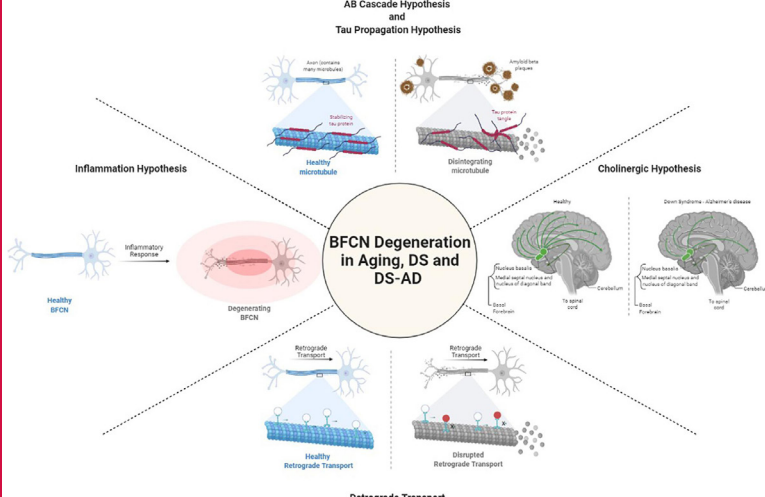 AB Cascade Hypothesis
and
Tau Propagation Hypothesis
Axon (contains
many microtubules)
Amyloid beta
plaques
Stabilizing
tau protein
Tau protein
tangle
Healthy
microtubule
Disintegrating
microtubule
Inflammation Hypothesis
Inflammatory
Response
Healthy
BFCN
Degenerating
BFCN
BFCN Degeneration
in Aging, DS and
DS-AD
Cholinergic Hypothesis
Healthy
Down Syndrome - Alzheimer's disease
Nucleus basalis
Medial septal nucleus and
nucleus of diagonal band
Basal
Forebrain
To spinal
cord
Cerebellum
Nucleus basalis
Medial septal nucleus and
nucleus of diagonal band
Basal
Forebrain
To spinal
cord
Retrograde
Transport
Retrograde
Transport
Healthy
Retrograde Transport
Disrupted
Retrograde Transport